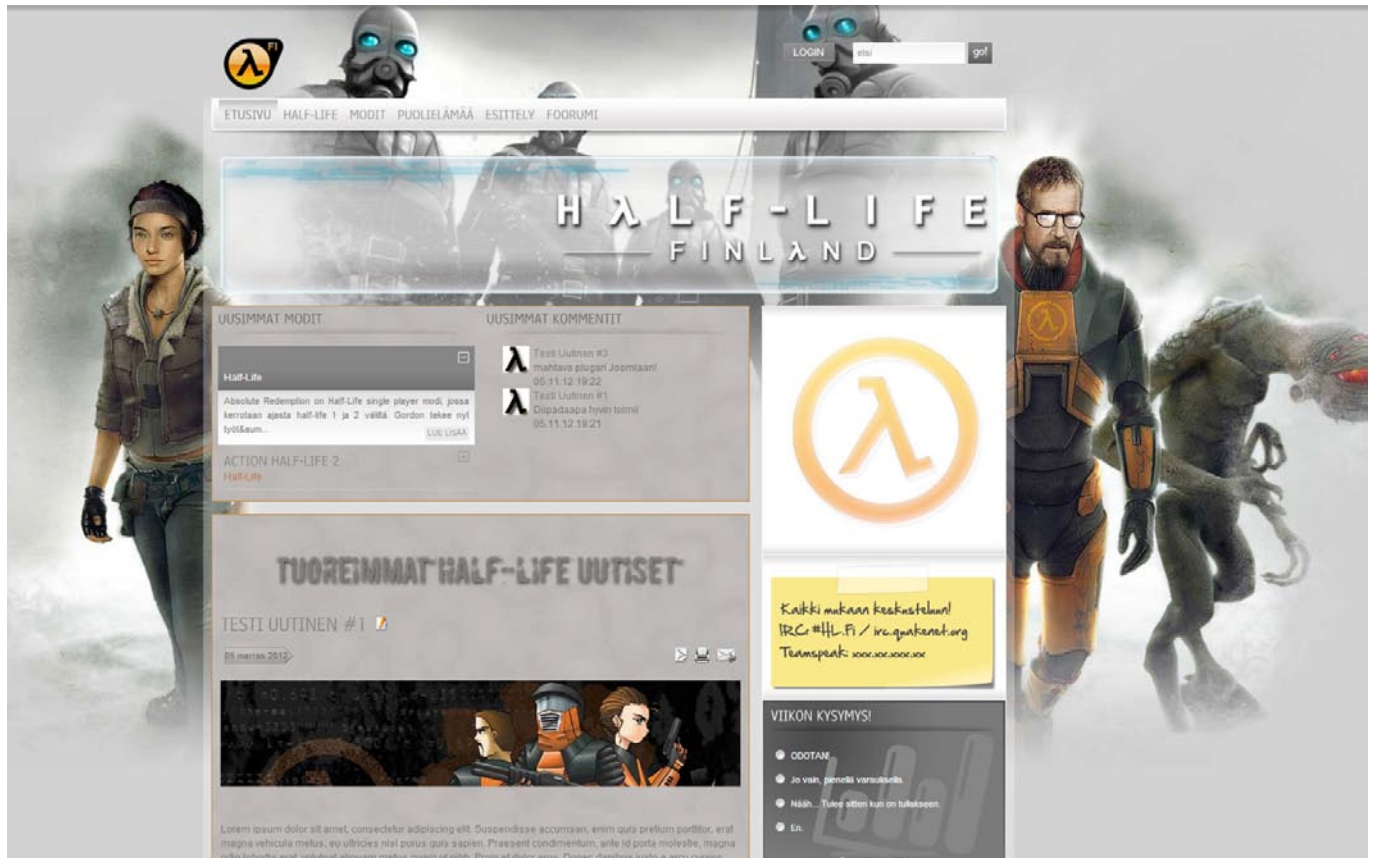 FI
LOGIN
etsi
go!
ETUSIVU HALF-LIFE MODIT PUOLIELÄMÄÄ ESITTELY FOORUMI
HλLF-LIFE
FINLλND
UUSIMMAT MODIT
Half-Life
Absolute Redemption on Half-Life single player modi, jossa
kerrotaan ajasta half-life 1 ja 2 väliltä. Gordon tekee nyt
työt&aum...
LUE LISÄÄ
ACTION HALF-LIFE 2
Half-Life
UUSIMMAT KOMMENTIT
Testi Uutinen #3
mahtava plugari Joomlaan!
05.11.12 19:22
Testi Uutinen #1
Diipadaapa hyvin toimii
05.11.12 19:21
TUOREIMMAT HALF-LIFE UUTISET
TESTI UUTINEN #1
05 marras 2012
Lorem ipsum dolor sit amet, consectetur adipiscing elit. Suspendisse accumsan, enim quis pretium porttitor, erat
magna vehicula metus, eu ultricies nisl purus quis sapien. Praesent condimentum, ante id porta molestie, magna
Kaikki mukaan keskusteluun!
IRC: #HL.Fi / irc.quakenet.org
Teamspeak: xxx.xxx.xxx.xx
VIIKON KYSYMYS!
ODOTAN!
Jo vain, pienellä varauksella.
Nääh... Tulee sitten kun on tullakseen.
En.